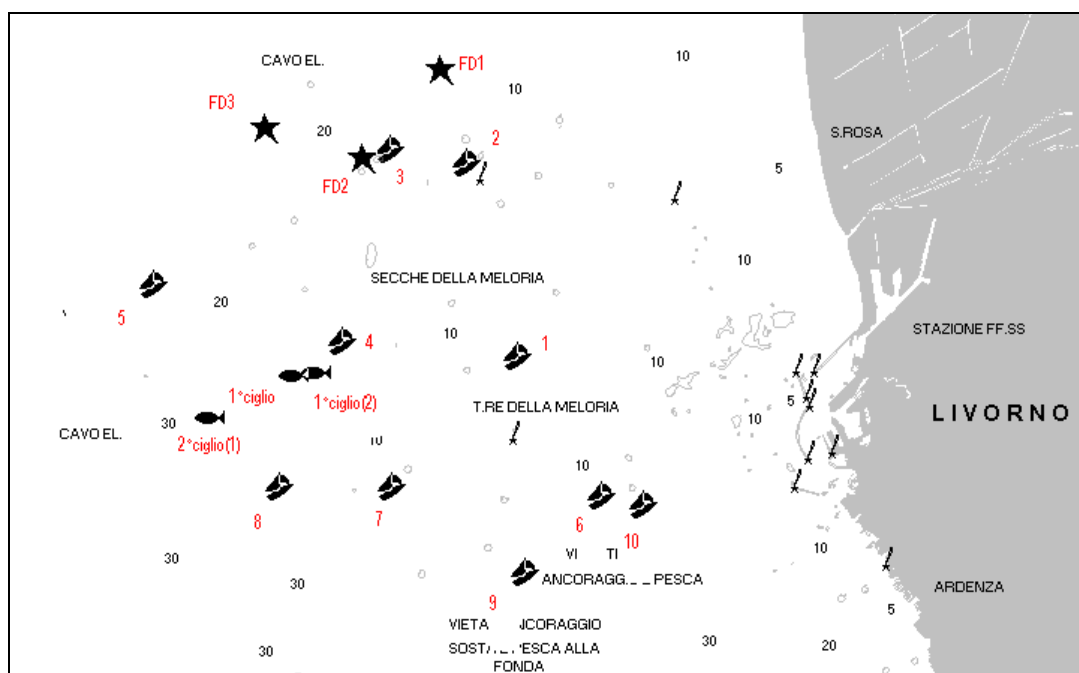 CAVO EL.
FD1
10
10
FD3
20
2
S.ROSA
3
FD2
5
10
SECCHE DELLA MELORIA
20
5
4
10
1
STAZIONE FF.SS
10
1°ciglio
1°ciglio(2)
5
T.RE DELLA MELORIA
LIVORNO
30
10
CAVO EL.
2°ciglio(1)
10
10
8
7
6
10
10
VI TI
30
30
ANCORAGG
PESCA
ARDENZA
9
5
VIETA NCORAGGIO
30
20
30
SOSTA
PESCA ALLA
FONDA